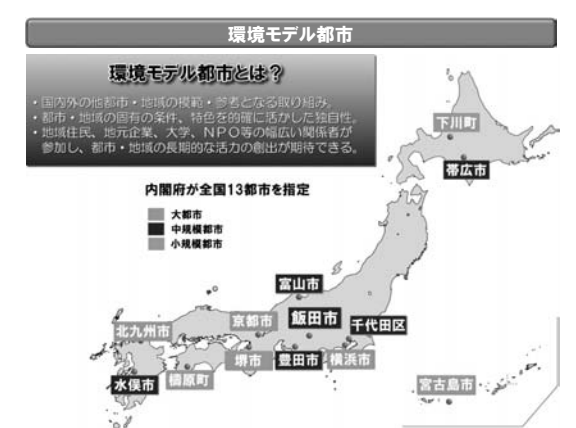 環境モデル都市
環境モデル都市とは？
・国内外の他都市・地域の模範・参考となる取り組み。
・都市・地域の固有の条件、特色を的確に活かした独自性。
・地域住民、地元企業、大学、ＮＰＯ等の幅広い関係者が
参加し、都市・地域の長期的な活力の創出が期待できる。
内閣府が全国13都市を指定
大都市
中規模都市
小規模都市
下川町
帯広市
富山市
京都市
飯田市
千代田区
北九州市
堺市
豊田市
横浜市
水俣市
檮原町
宮古島市